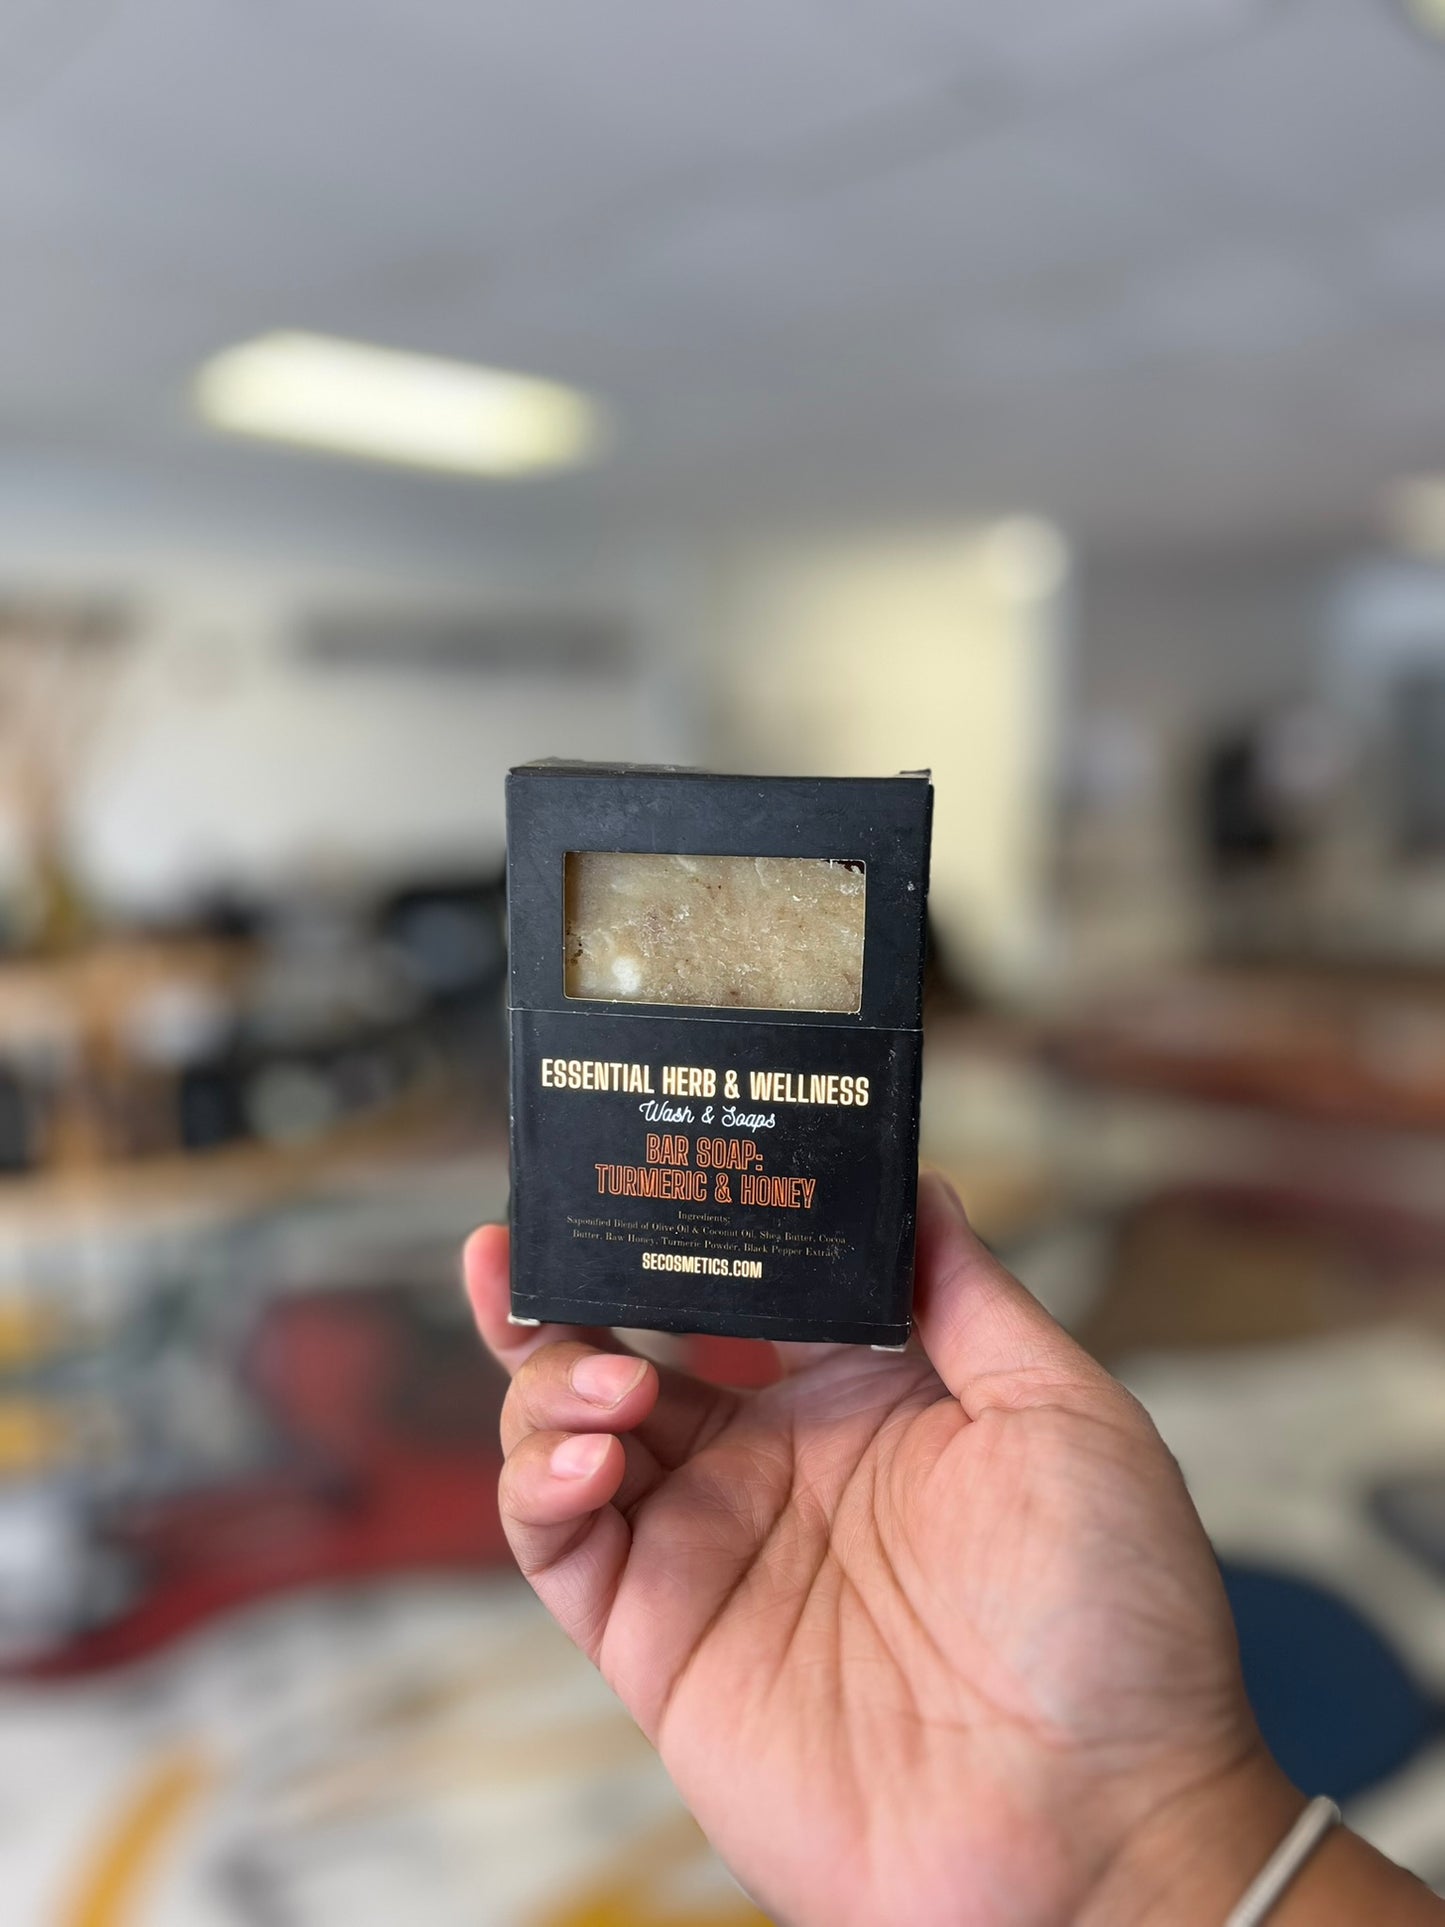 ESSENTIAL HERB & WELLNESS
Wash & Soaps
BAR SOAP:
TURMERIC & HONEY
Ingredients:
Saponified Blend of Olive Oil & Coconut Oil, Shea Butter, Cocoa
Butter, Raw Honey, Turmeric Powder, Black Pepper Extract
SECOSMETICS.COM